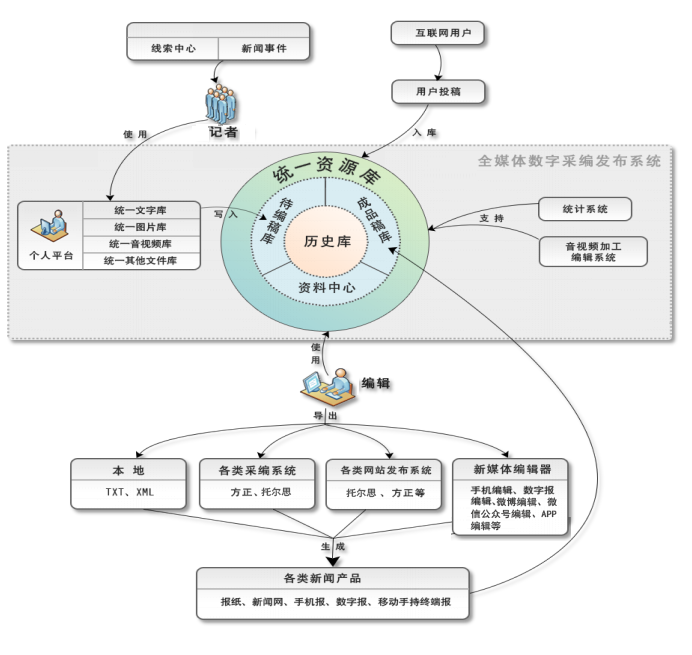 线索中心 新闻事件
互联网用户
用户投稿
记者
使用
入库
全媒体数字采编发布系统
统一资源库
待编稿库
成品稿库
历史库
资料中心
个人平台
统一文字库
统一图片库
统一音视频库
统一其他文件库
写入
支持
统计系统
音视频加工
编辑系统
使用
编辑
导出
本地
TXT、XML
各类采编系统
方正、托尔思
各类网站发布系统
托尔思、方正等
新媒体编辑器
手机编辑、数字报
编辑、微博编辑、微
信公众号编辑、APP
编辑等
生成
各类新闻产品
报纸、新闻网、手机报、数字报、移动手持终端报